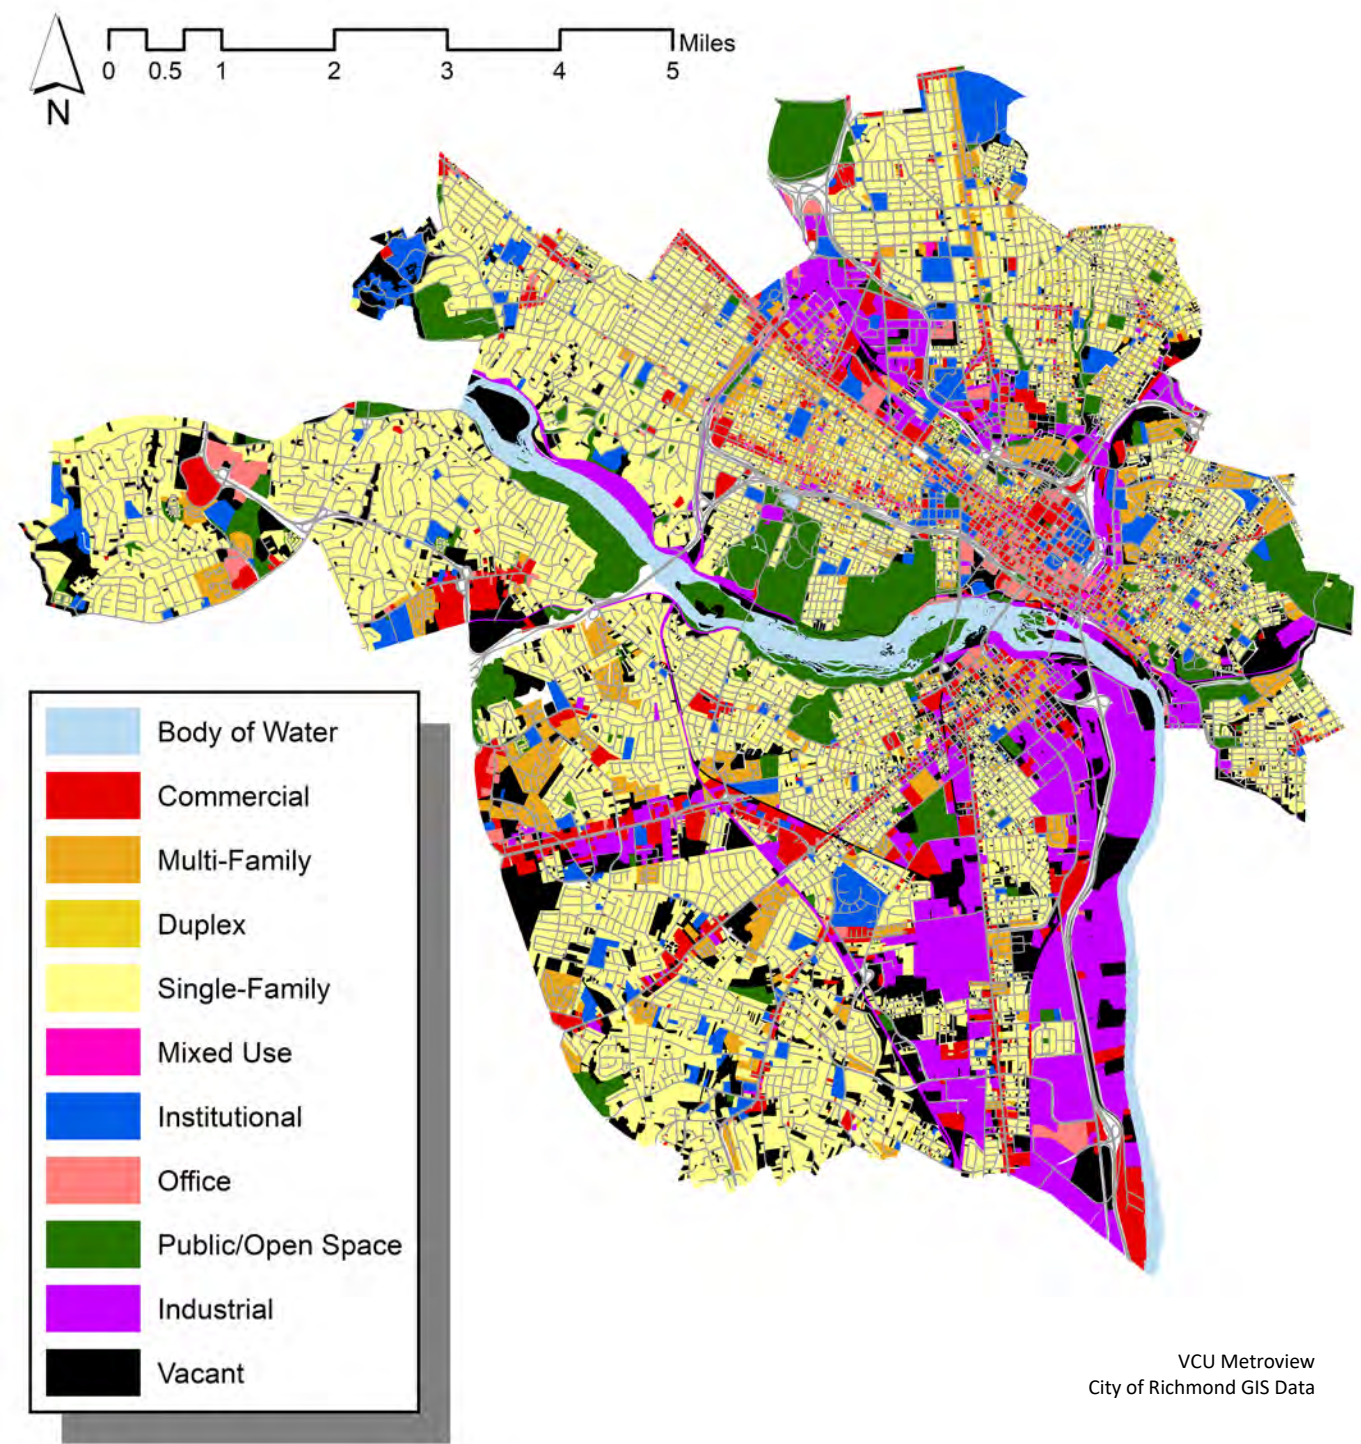 Miles
0 0.5 1 2 3 4 5
N
Body of Water
Commercial
Multi-Family
Duplex
Single-Family
Mixed Use
Institutional
Office
Public/Open Space
Industrial
Vacant
VCU Metroview
City of Richmond GIS Data